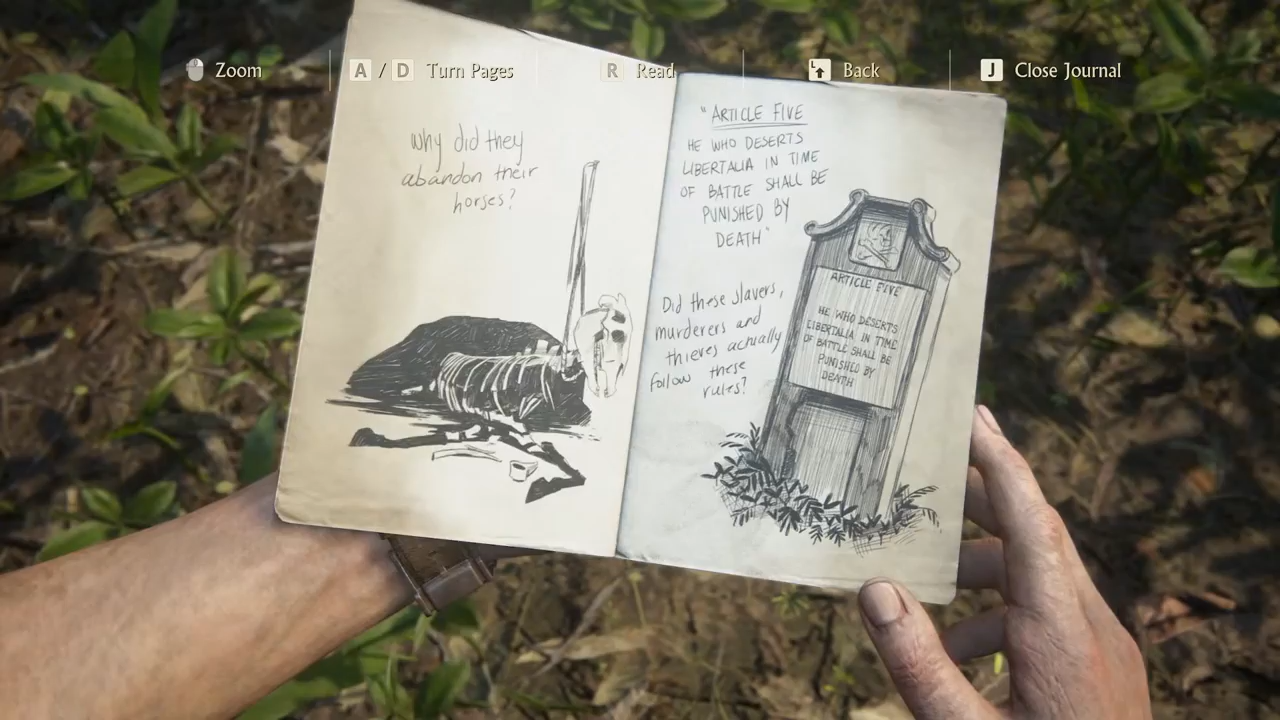 Zoom
A / D Turn Pages
R Read
L Back
J Close Journal
Why did they
abandon their
horses?
"ARTICLE FIVE
HE WHO DESERTS
LIBERTALIA IN TIME
OF BATTLE SHALL BE
PUNISHED BY
DEATH"
Did these slavers,
murderers and
thieves actually
follow these
rules?
ARTICLE FIVE
HE WHO DESERTS
LIBERTALIA IN TIME
OF BATTLE SHALL BE
PUNISHED BY
DEATH